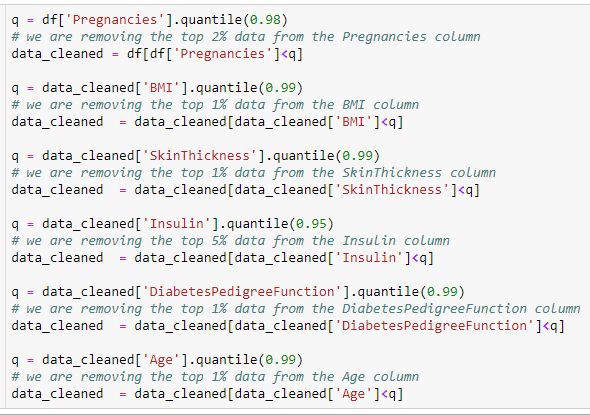 q = df['Pregnancies'].quantile(0.98)
# we are removing the top 2% data from the Pregnancies column
data_cleaned = df[df['Pregnancies']<q]
q = data_cleaned['BMI'].quantile(0.99)
# we are removing the top 1% data from the BMI column
data_cleaned  = data_cleaned[data_cleaned['BMI']<q]
q = data_cleaned['SkinThickness'].quantile(0.99)
# we are removing the top 1% data from the SkinThickness column
data_cleaned  = data_cleaned[data_cleaned['SkinThickness']<q]
q = data_cleaned['Insulin'].quantile(0.95)
# we are removing the top 5% data from the Insulin column
data_cleaned  = data_cleaned[data_cleaned['Insulin']<q]
q = data_cleaned['DiabetesPedigreeFunction'].quantile(0.99)
# we are removing the top 1% data from the DiabetesPedigreeFunction column
data_cleaned  = data_cleaned[data_cleaned['DiabetesPedigreeFunction']<q]
q = data_cleaned['Age'].quantile(0.99)
# we are removing the top 1% data from the Age column
data_cleaned  = data_cleaned[data_cleaned['Age']<q]